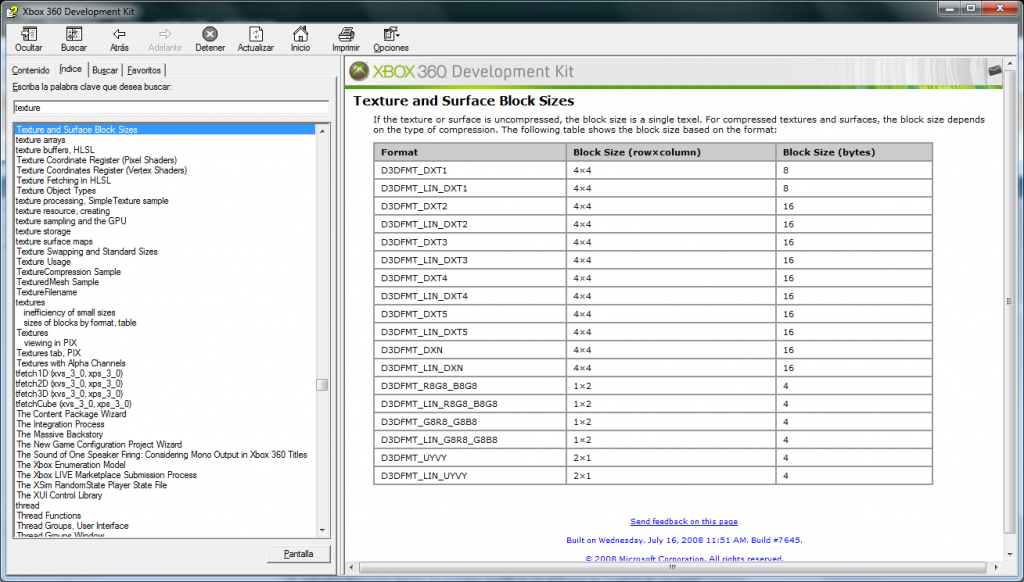 Xbox 360 Development Kit
Ocultar Buscar Atrás Adelante Detener Actualizar Inicio Imprimir Opciones
Contenido Índice Buscar Favoritos
Escriba la palabra clave que desea buscar:
texture
Texture and Surface Block Sizes
texture arrays
texture buffers, HLSL
Texture Coordinate Register (Pixel Shaders)
Texture Coordinates Register (Vertex Shaders)
Texture Fetching in HLSL
Texture Object Types
texture processing, SimpleTexture sample
texture resource, creating
texture sampling and the GPU
texture storage
texture surface maps
Texture Swapping and Standard Sizes
Texture Usage
TextureCompression Sample
TexturedMesh Sample
TextureFilename
textures
inefficiency of small sizes
sizes of blocks by format, table
Textures
viewing in PIX
Textures tab, PIX
Textures with Alpha Channels
tfetch1D (xvs_3_0, xps_3_0)
tfetch2D (xvs_3_0, xps_3_0)
tfetch3D (xvs_3_0, xps_3_0)
tfetchCube (xvs_3_0, xps_3_0)
The Content Package Wizard
The Integration Process
The Massive Backstory
The New Game Configuration Project Wizard
The Sound of One Speaker Firing: Considering Mono Output in Xbox 360 Titles
The Xbox Enumeration Model
The Xbox LIVE Marketplace Submission Process
The XSim RandomState Player State File
The XUI Control Library
thread
Thread Functions
Thread Groups, User Interface
Thread Groups Window
Pantalla
XBOX360 Development Kit
Texture and Surface Block Sizes
If the texture or surface is uncompressed, the block size is a single texel. For compressed textures and surfaces, the block size depends
on the type of compression. The following table shows the block size based on the format:
Format Block Size (row×column) Block Size (bytes)
D3DFMT_DXT1 4×4 8
D3DFMT_LIN_DXT1 4×4 8
D3DFMT_DXT2 4×4 16
D3DFMT_LIN_DXT2 4×4 16
D3DFMT_DXT3 4×4 16
D3DFMT_LIN_DXT3 4×4 16
D3DFMT_DXT4 4×4 16
D3DFMT_LIN_DXT4 4×4 16
D3DFMT_DXT5 4×4 16
D3DFMT_LIN_DXT5 4×4 16
D3DFMT_DXN 4×4 16
D3DFMT_LIN_DXN 4×4 16
D3DFMT_R8G8_B8G8 1×2 4
D3DFMT_LIN_R8G8_B8G8 1×2 4
D3DFMT_G8R8_G8B8 1×2 4
D3DFMT_LIN_G8R8_G8B8 1×2 4
D3DFMT_UYVY 2×1 4
D3DFMT_LIN_UYVY 2×1 4
Send feedback on this page
Built on Wednesday, July 16, 2008 11:51 AM. Build #7645.
© 2008 Microsoft Corporation. All rights reserved.